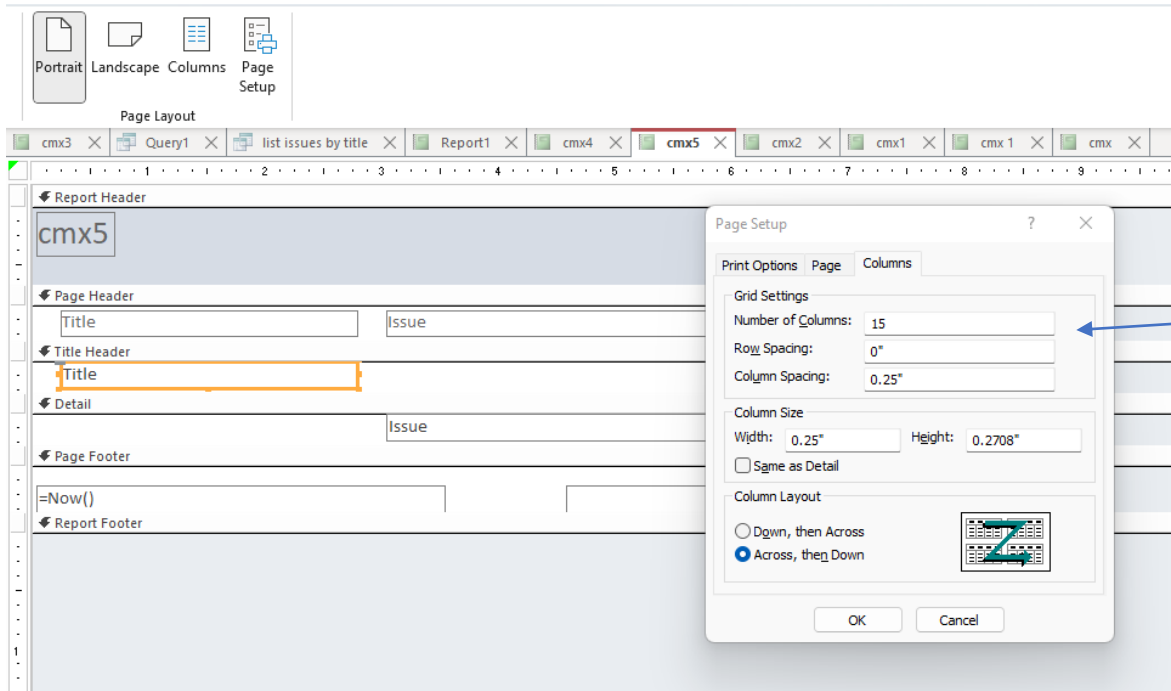 Portrait Landscape Columns Page Setup
Page Layout
cmx3 Query1 list issues by title Report1 cmx4 cmx5 cmx2 cmx1 cmx 1 cmx
1 2 3 4 5 6 7 8 9
Report Header
cmx5
Page Header
Title Issue
Title Header
Title
Detail
Issue
Page Footer
=Now()
Report Footer
1
Page Setup ?
Print Options Page Columns
Grid Settings
Number of Columns: 15
Row Spacing: 0"
Column Spacing: 0.25"
Column Size
Width: 0.25" Height: 0.2708"
Same as Detail
Column Layout
Down, then Across
Across, then Down
OK Cancel